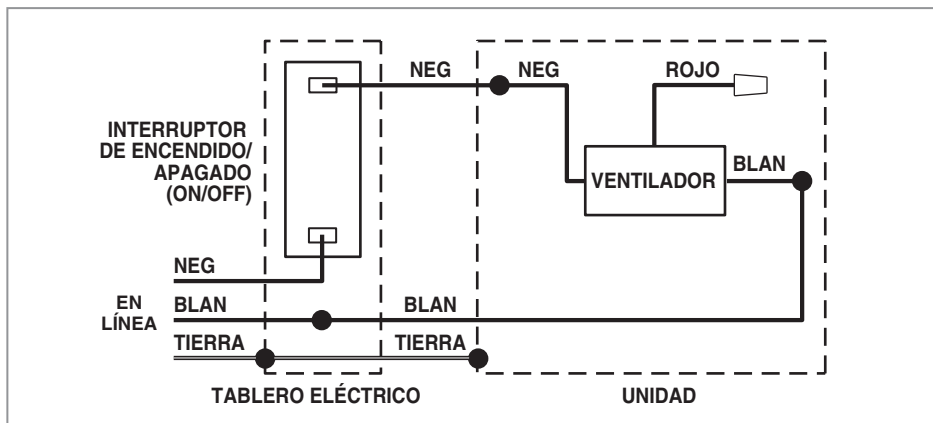 NEG
NEG
ROJO
INTERRUPTOR
DE ENCENDIDO/
APAGADO
(ON/OFF)
VENTILADOR
BLAN
NEG
EN
LÍNEA
BLAN
BLAN
TIERRA
TIERRA
TABLERO ELÉCTRICO
UNIDAD